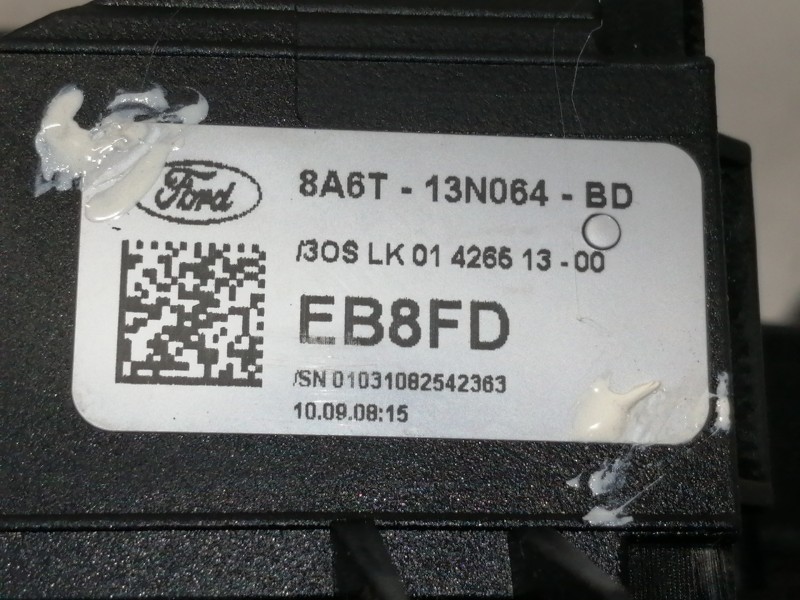 Ford
8A6T - 13N064 - BD
/3OS LK 01 4266 13 - 00
EB8FD
/SN 01031082542363
10.09.08:15